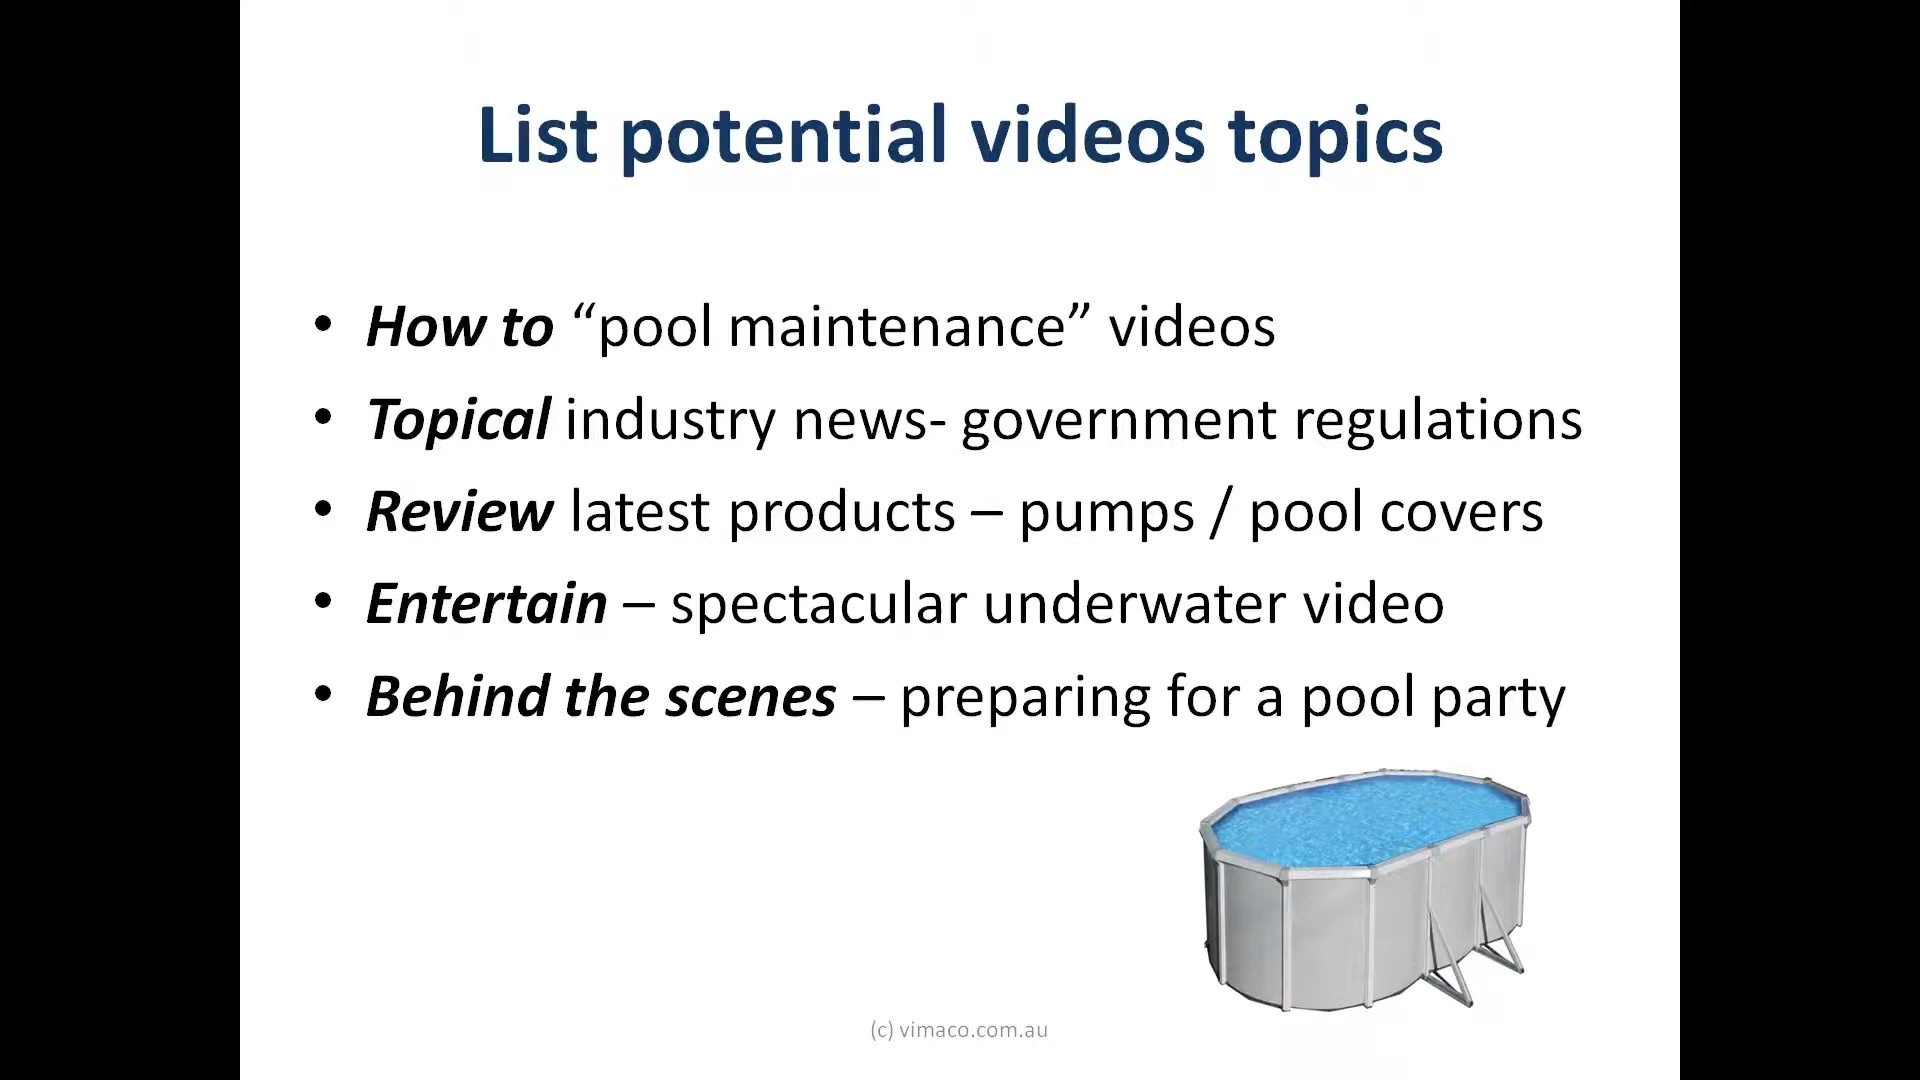 List potential videos topics
• How to “pool maintenance” videos
• Topical industry news- government regulations
• Review latest products – pumps / pool covers
• Entertain – spectacular underwater video
• Behind the scenes – preparing for a pool party
(c) vimaco.com.au